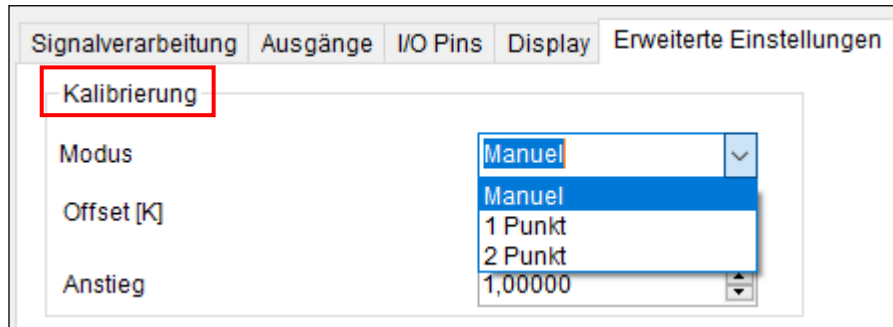 Signalverarbeitung Ausgänge I/O Pins Display Erweiterte Einstellungen
Kalibrierung
Modus Manuel
Manuel
Offset [K]
1 Punkt
2 Punkt
Anstieg 1,00000